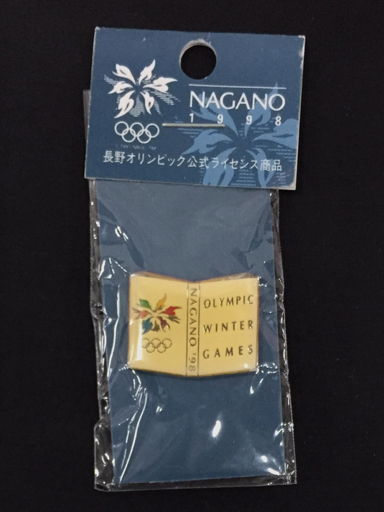 NAGANO
1998
長野オリンピック公式ライセンス商品
NAGANO '98
OLYMPIC
WINTER
GAMES